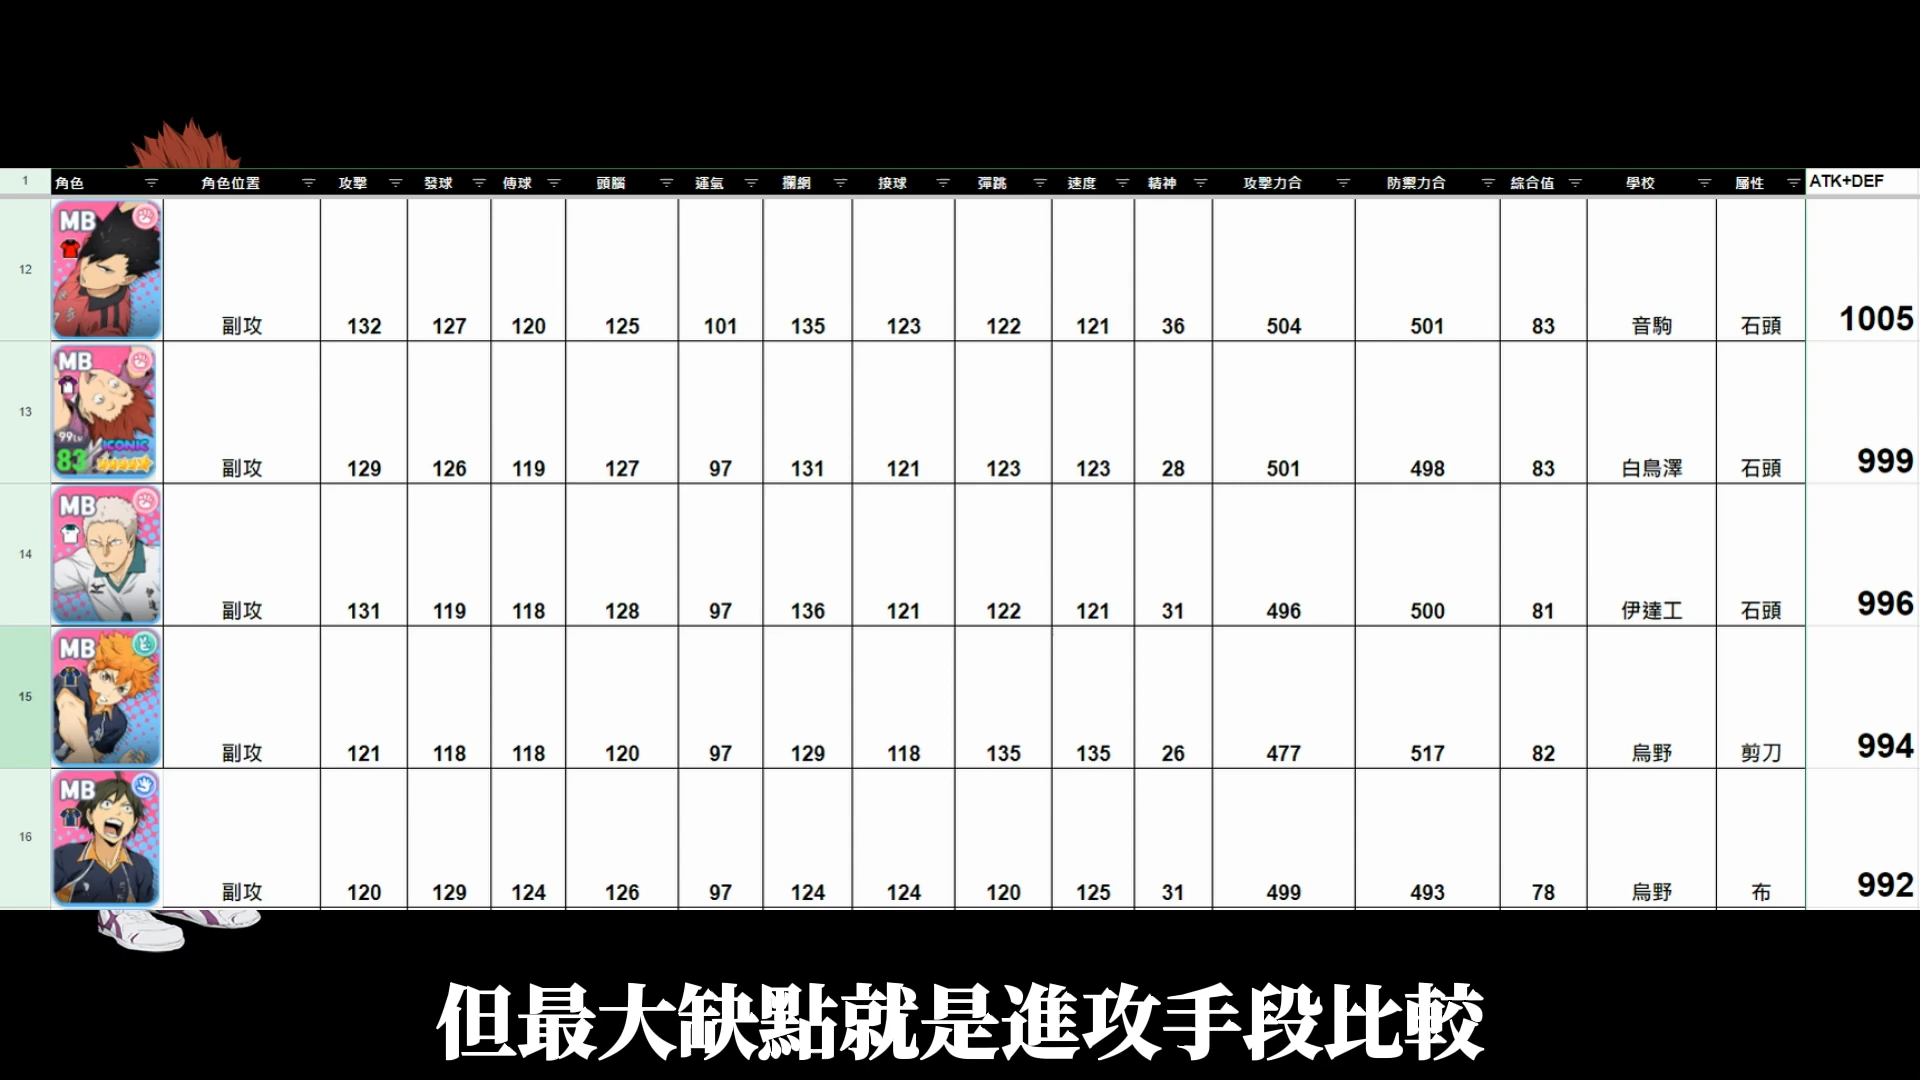 1 角色 角色位置 攻擊 發球 傳球 頭腦 運氣 攔網 接球 彈跳 速度 精神 攻擊力合 防禦力合 綜合值 學校 屬性 ATK+DEF
MB
12 副攻 132 127 120 125 101 135 123 122 121 36 504 501 83 音駒 石頭 1005
MB
99Lv ICONIC
83
13 副攻 129 126 119 127 97 131 121 123 123 28 501 498 83 白鳥澤 石頭 999
MB
14 副攻 131 119 118 128 97 136 121 122 121 31 496 500 81 伊達工 石頭 996
MB
15 副攻 121 118 118 120 97 129 118 135 135 26 477 517 82 烏野 剪刀 994
MB
16 副攻 120 129 124 126 97 124 124 120 125 31 499 493 78 烏野 布 992
但最大缺點就是進攻手段比較